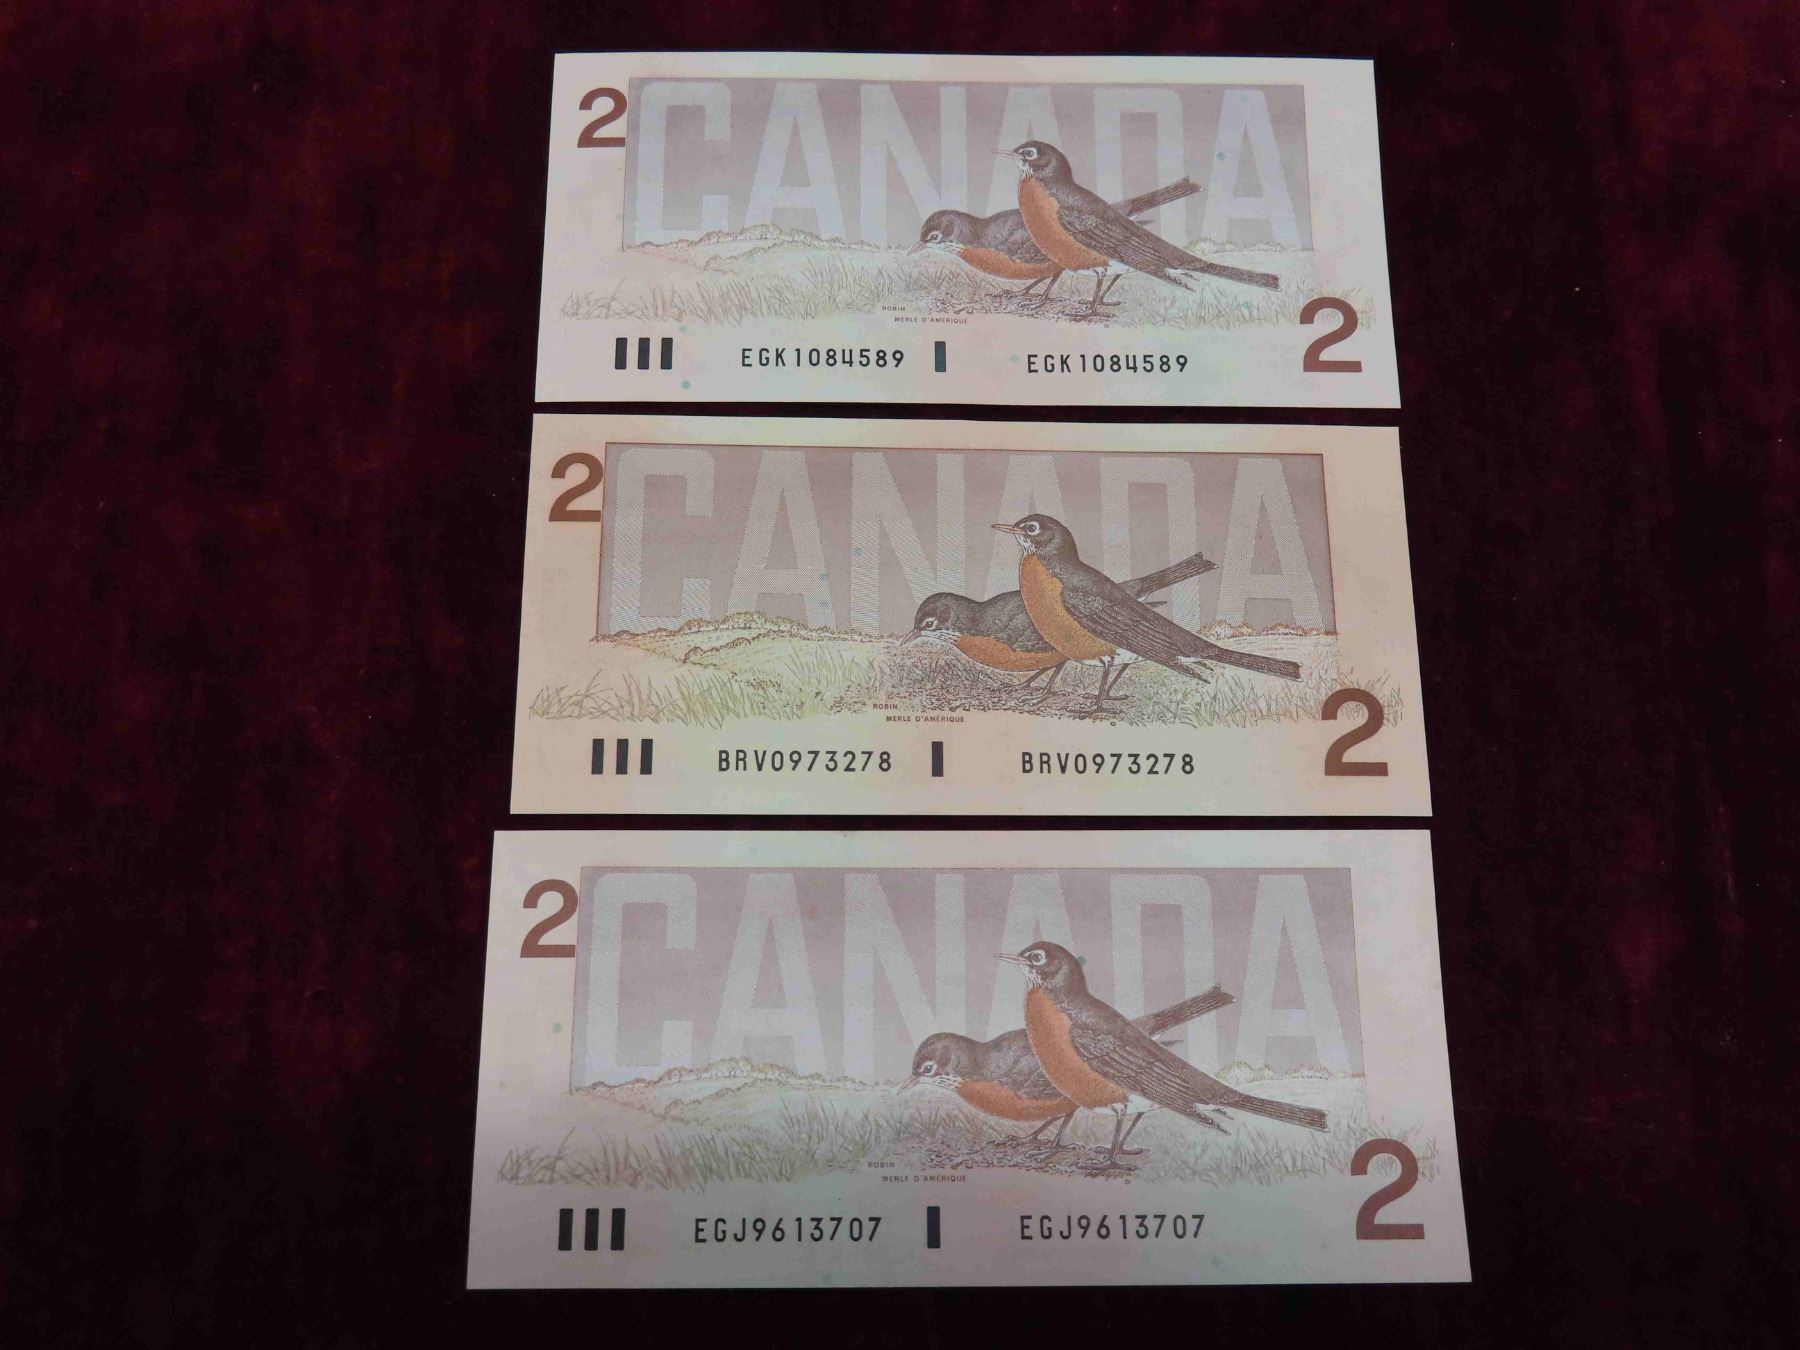 2 CANADA
ROBIN
MERLE D'AMÉRIQUE
2
EGK1084589 EGK1084589
2 CANADA
ROBIN
MERLE D'AMÉRIQUE
2
BRV0973278 BRV0973278
2 CANADA
ROBIN
MERLE D'AMÉRIQUE
2
EGJ9613707 EGJ9613707